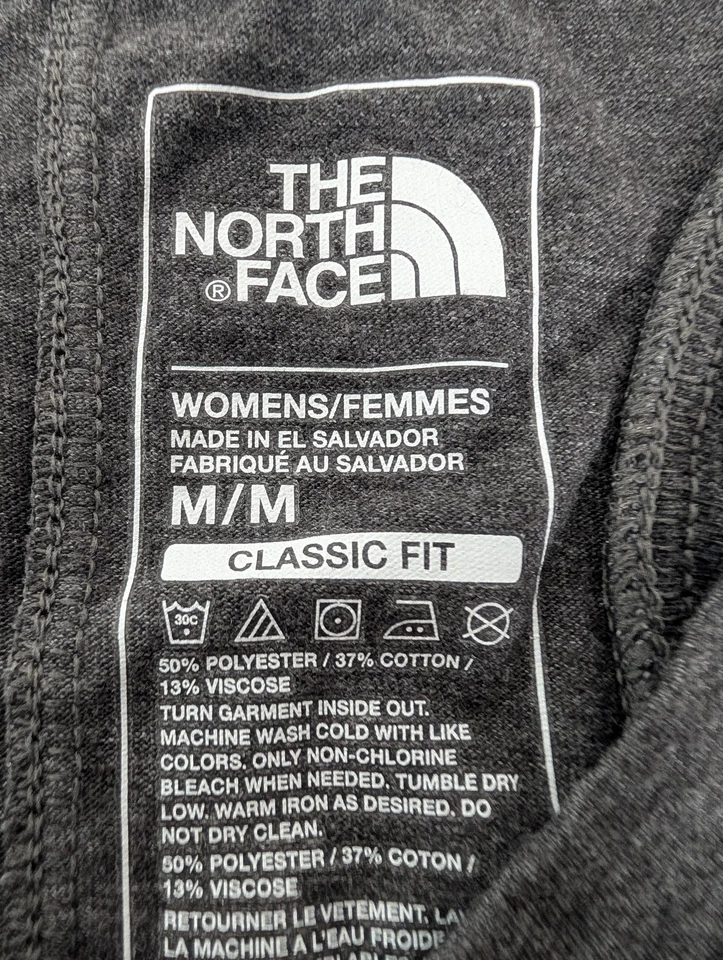 THE
NORTH
® FACE
WOMENS/FEMMES
MADE IN EL SALVADOR
FABRIQUÉ AU SALVADOR
M/M
CLASSIC FIT
30C
50% POLYESTER / 37% COTTON /
13% VISCOSE
TURN GARMENT INSIDE OUT.
MACHINE WASH COLD WITH LIKE
COLORS. ONLY NON-CHLORINE
BLEACH WHEN NEEDED. TUMBLE DRY
LOW. WARM IRON AS DESIRED. DO
NOT DRY CLEAN.
50% POLYESTER / 37% COTON /
13% VISCOSE
RETOURNER LE VETEMENT.
LA MACHINE A L'EAU FROIDE